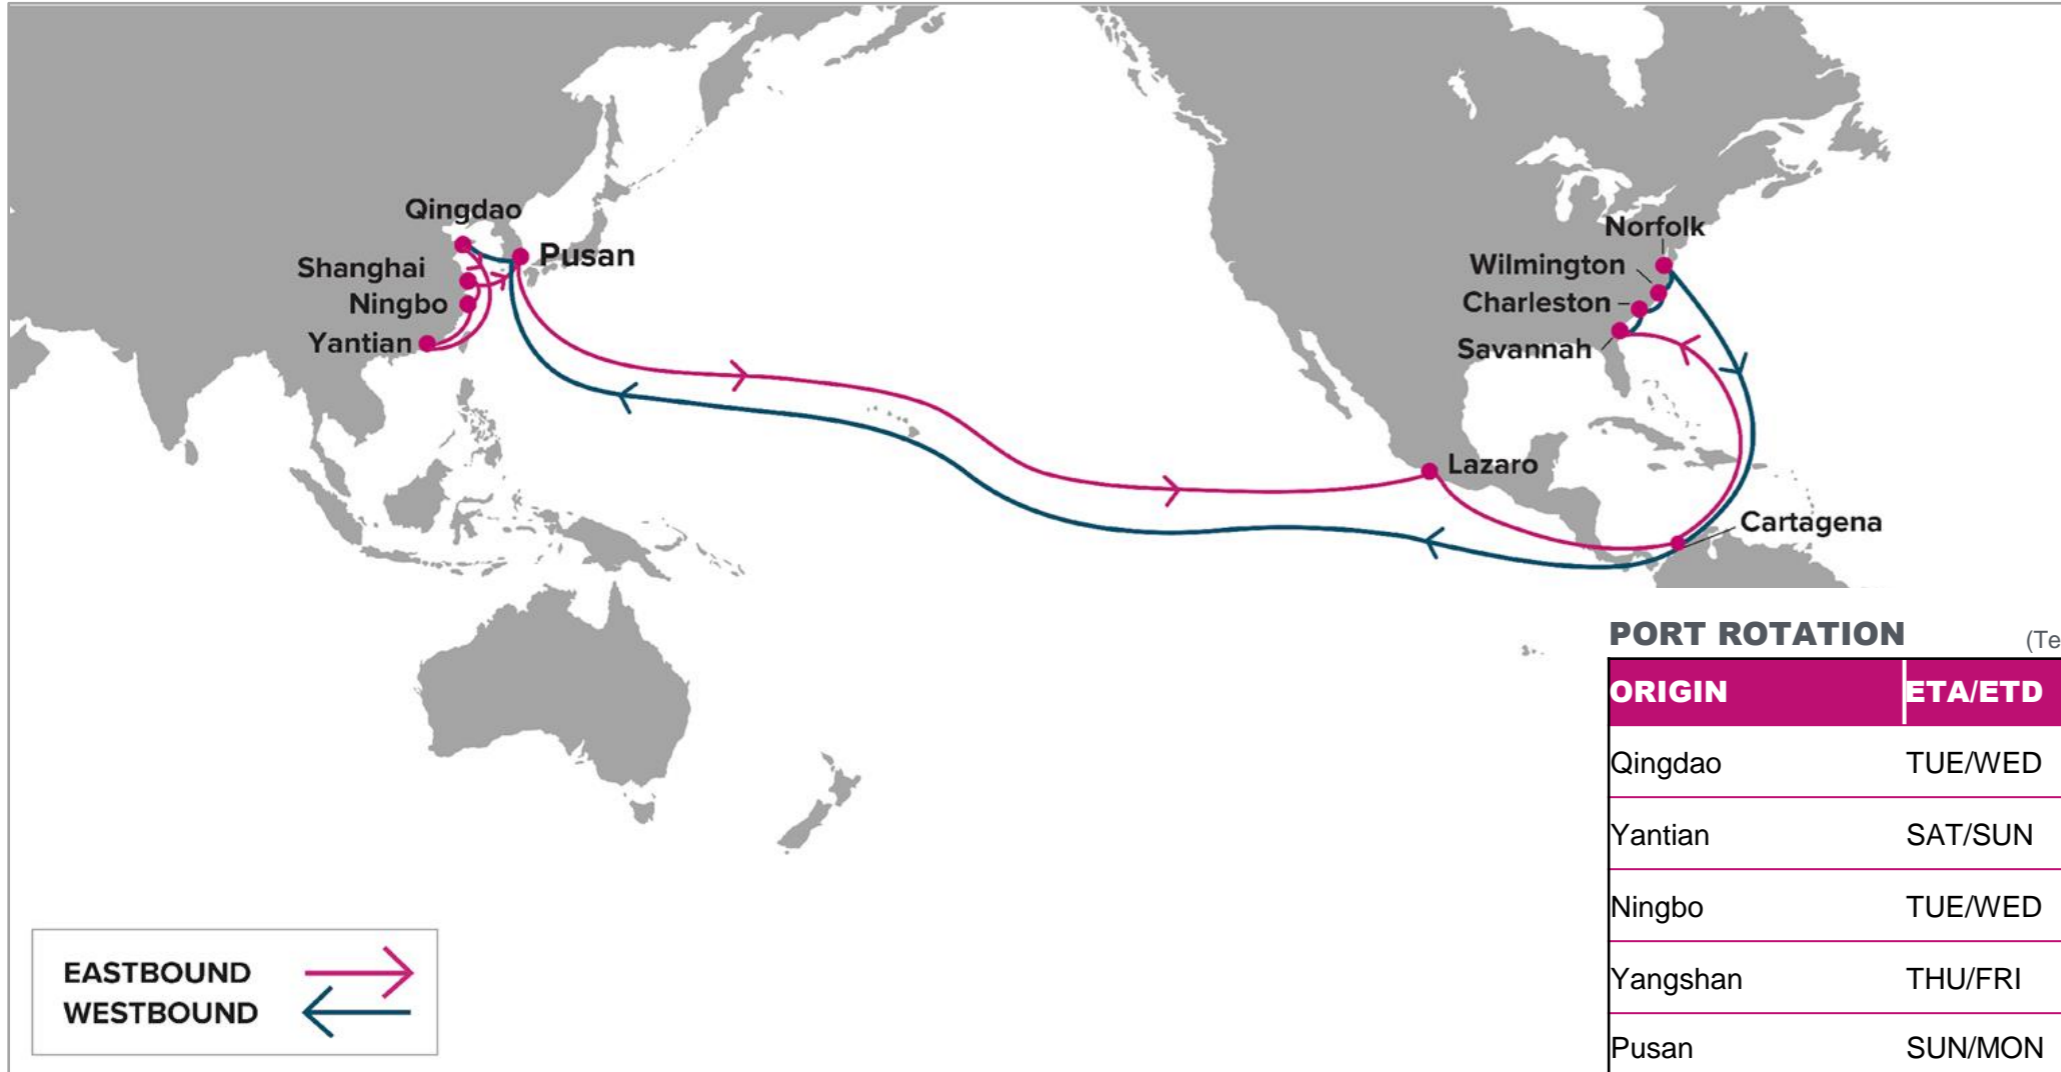 Qingdao
Pusan
Shanghai
Ningbo
Yantian
Norfolk
Wilmington
Charleston
Savannah
Lazaro
Cartagena
EASTBOUND
WESTBOUND
PORT ROTATION (Te
ORIGIN ETA/ETD
Qingdao TUE/WED
Yantian SAT/SUN
Ningbo TUE/WED
Yangshan THU/FRI
Pusan SUN/MON